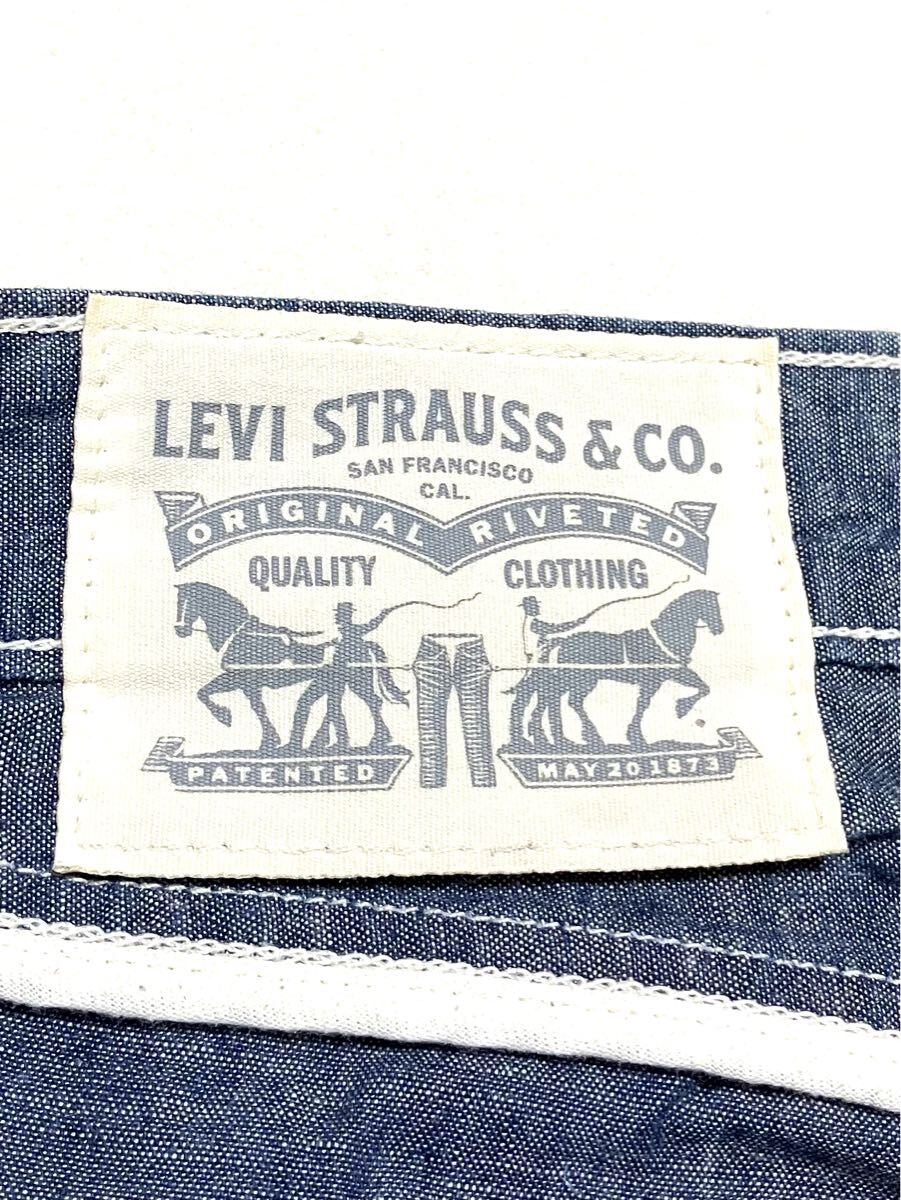 LEVI STRAUSS & CO.
SAN FRANCISCO
CAL.
ORIGINAL RIVETED
QUALITY CLOTHING
PATENTED MAY 20 1873